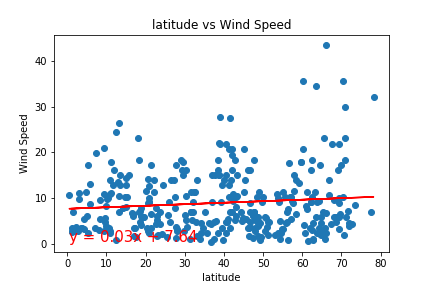 latitude vs Wind Speed
Wind Speed
40
30
20
10
0
y = 0.03x + 7.64
0 10 20 30 40 50 60 70 80
latitude